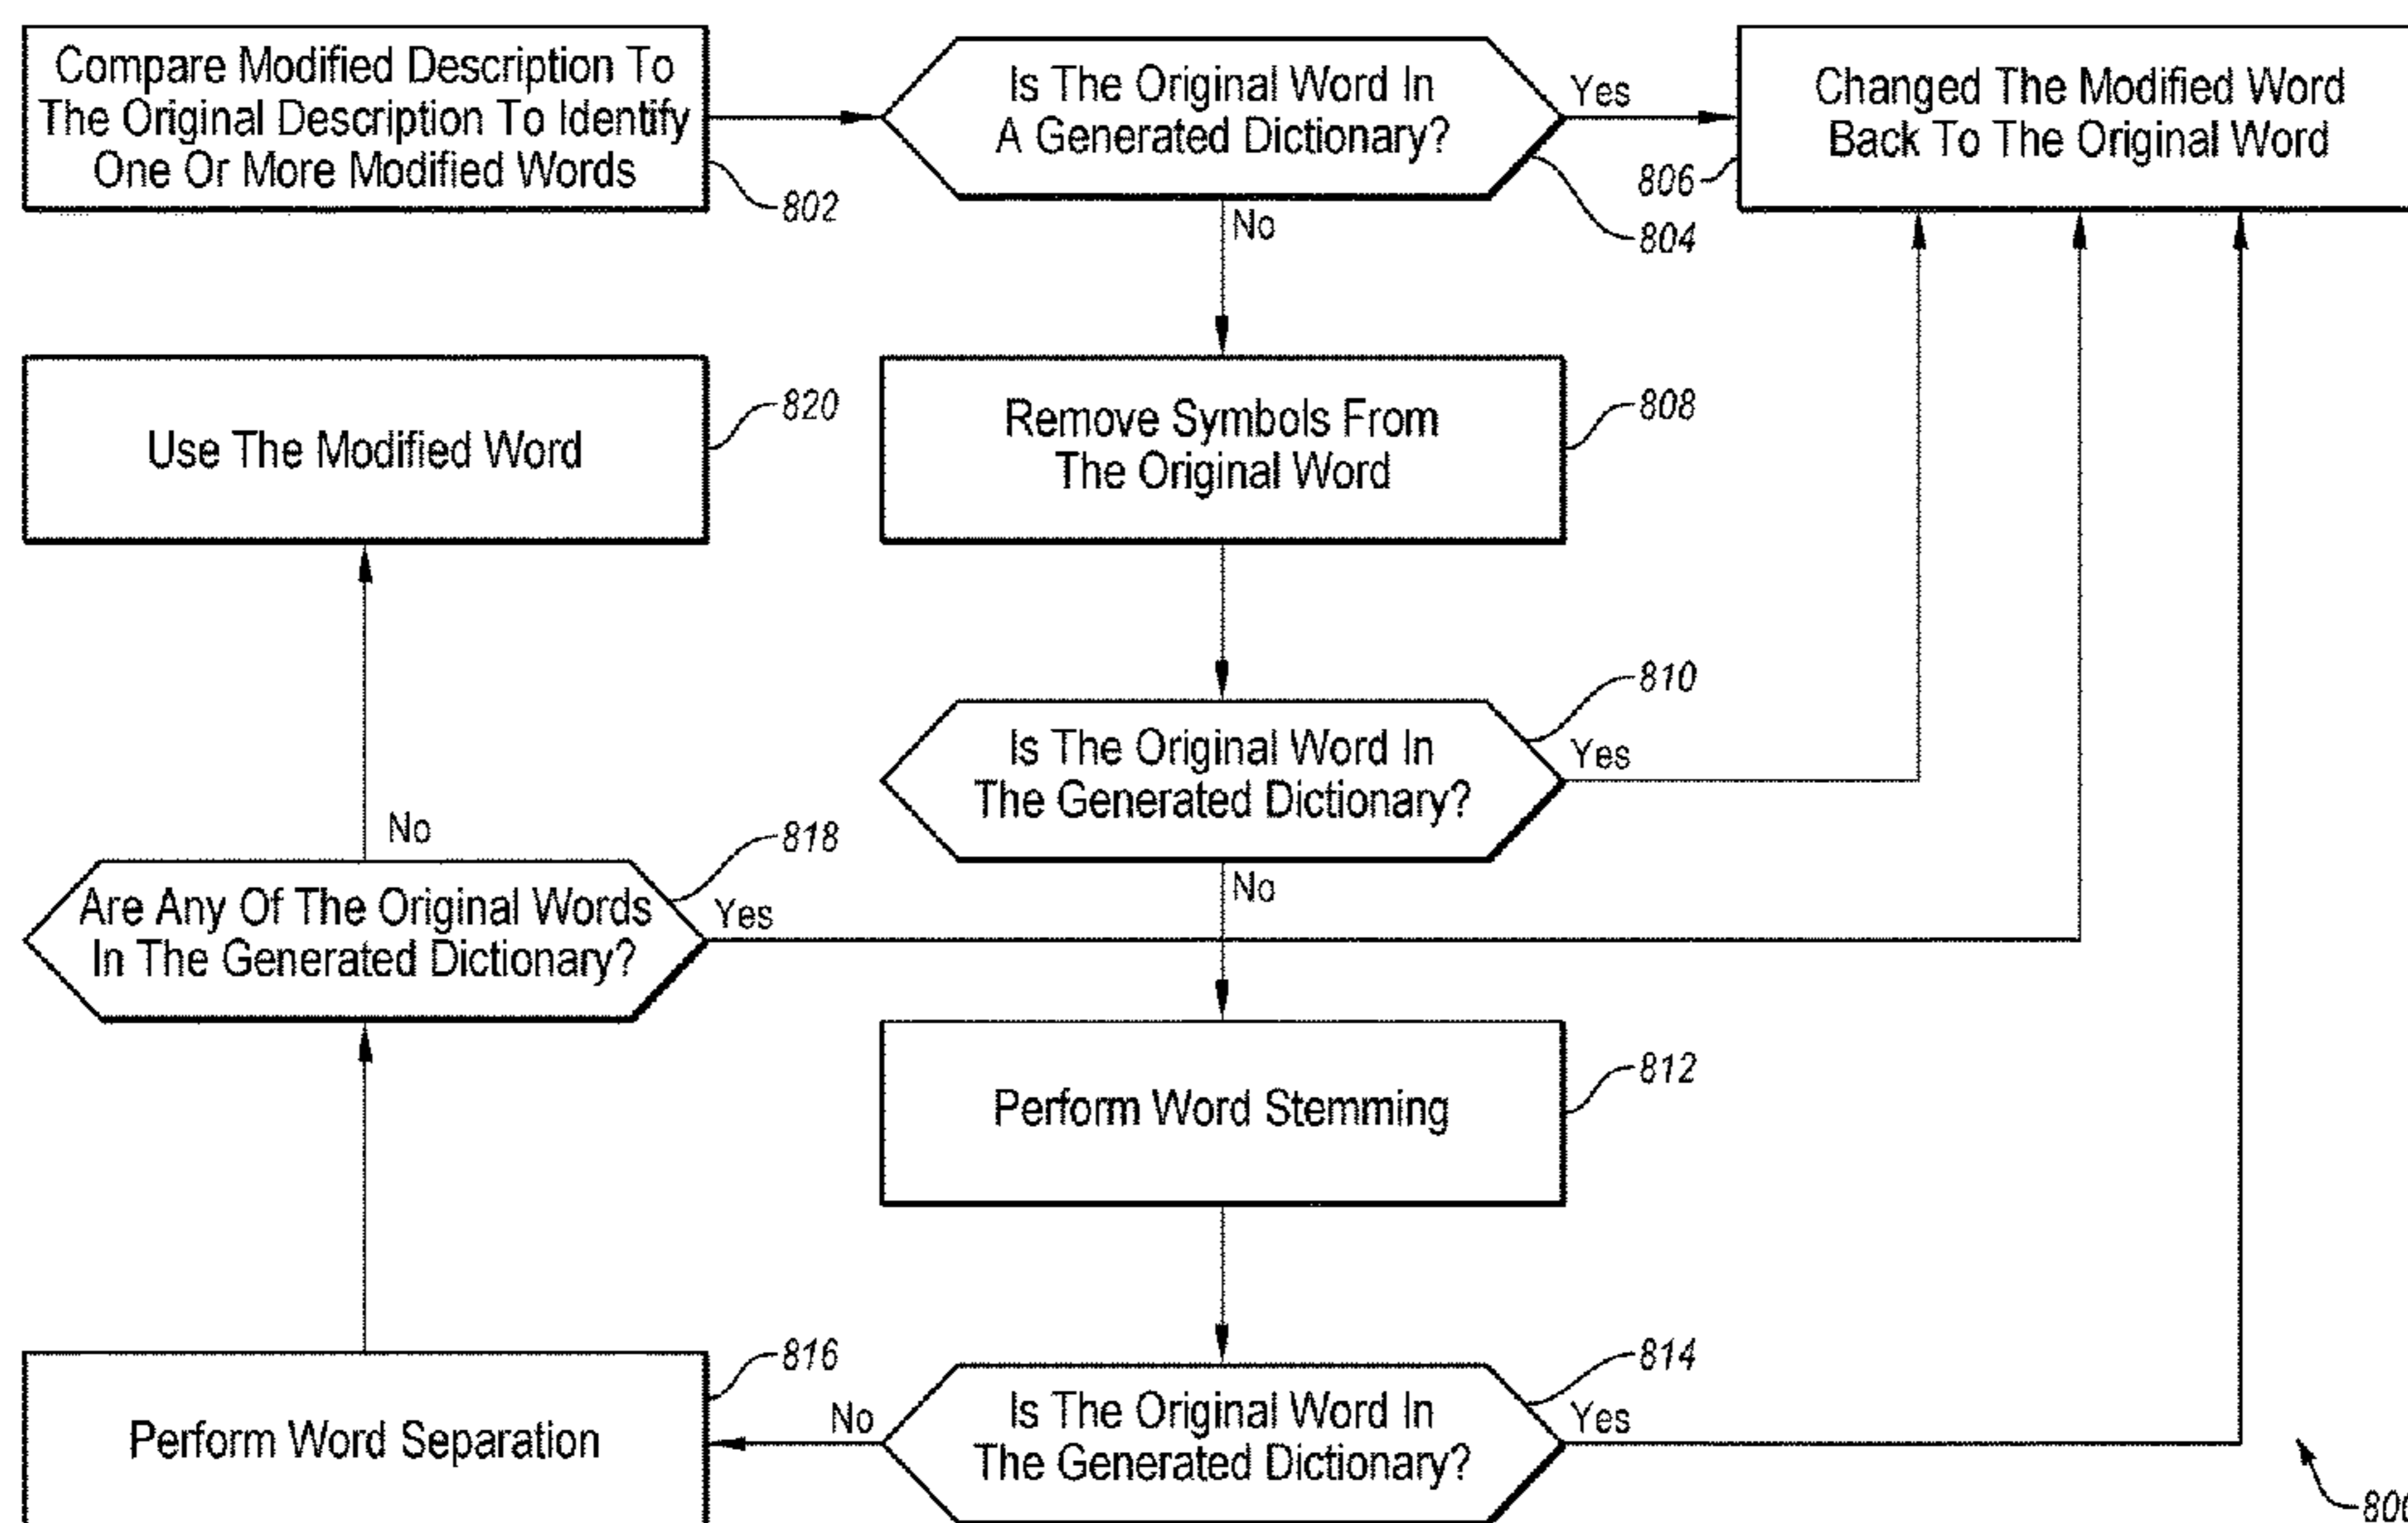 Compare Modified Description To
The Original Description To Identify
One Or More Modified Words
802
Is The Original Word In
A Generated Dictionary?
804
Yes
No
Changed The Modified Word
Back To The Original Word
806
Use The Modified Word
820
Remove Symbols From
The Original Word
808
Is The Original Word In
The Generated Dictionary?
810
Yes
No
Are Any Of The Original Words
In The Generated Dictionary?
818
No
Yes
Perform Word Stemming
812
Perform Word Separation
816
Is The Original Word In
The Generated Dictionary?
814
No
Yes
800